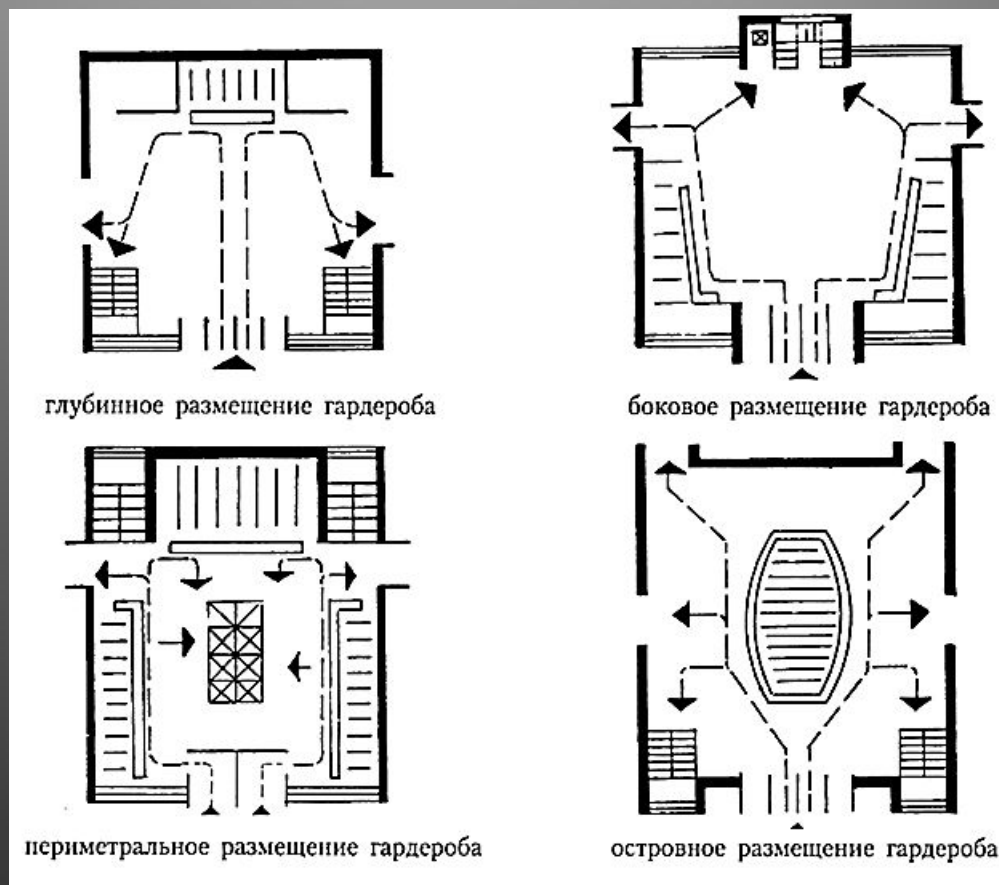 глубинное размещение гардероба
боковое размещение гардероба
периметральное размещение гардероба
островное размещение гардероба